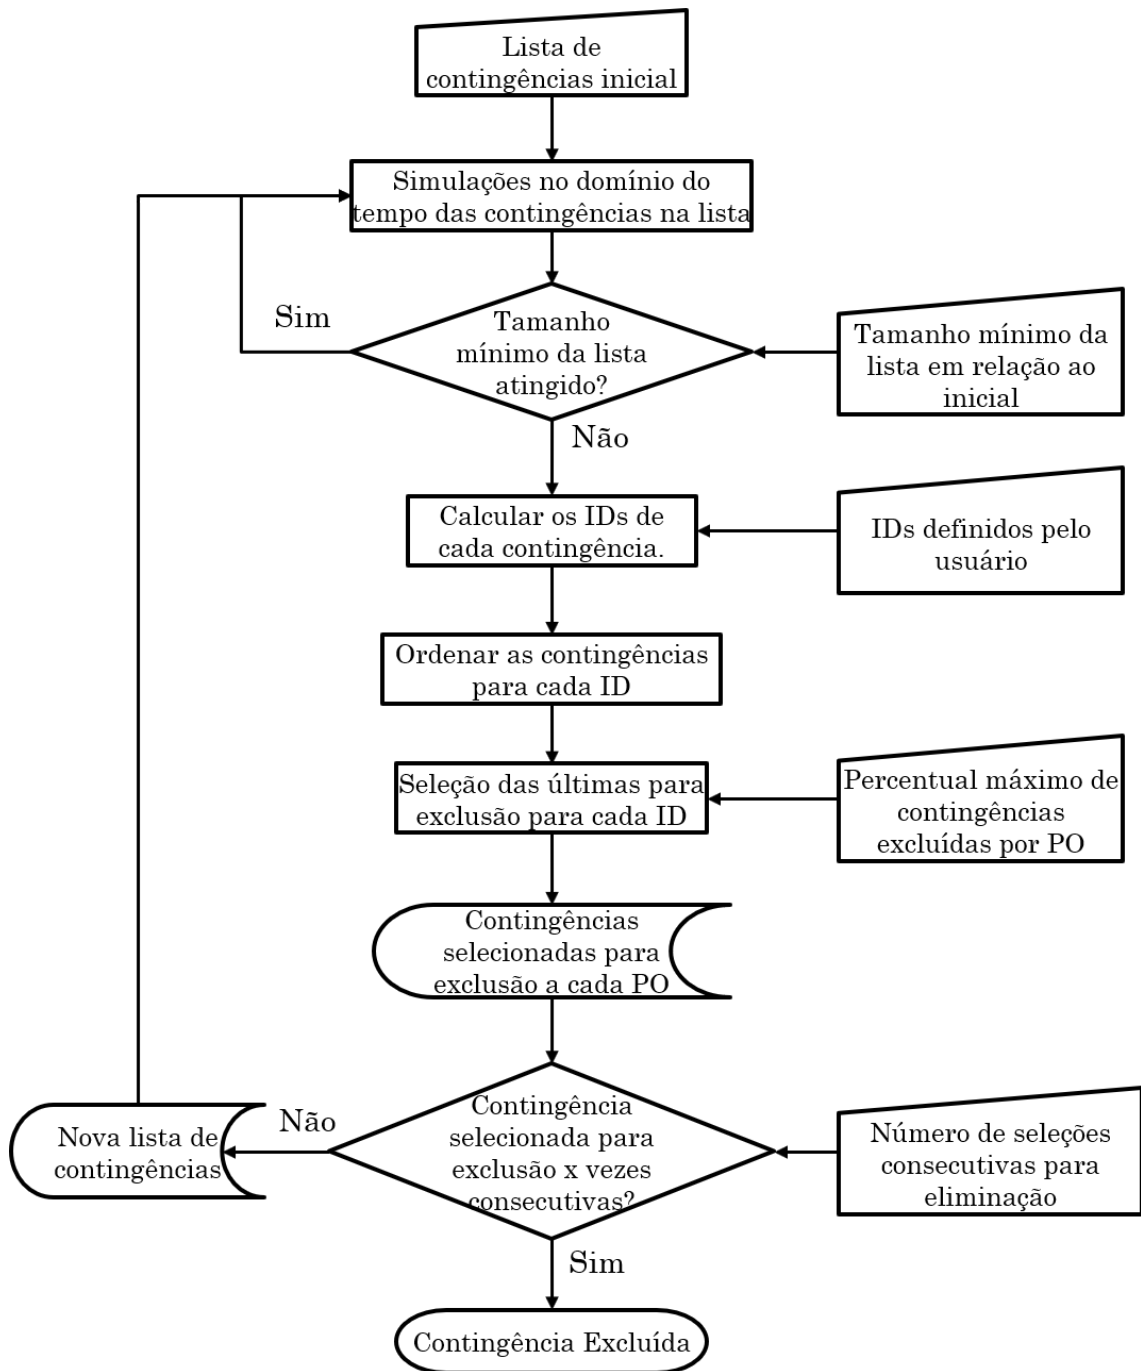 Lista de
contingências inicial
Simulações no domínio do
tempo das contingências na lista
Sim
Tamanho
mínimo da lista
atingido?
Tamanho mínimo da
lista em relação ao
inicial
Não
Calcular os IDs de
cada contingência.
IDs definidos pelo
usuário
Ordenar as contingências
para cada ID
Seleção das últimas para
exclusão para cada ID
Percentual máximo de
contingências
excluídas por PO
Contingências
selecionadas para
exclusão a cada PO
Nova lista de
contingências
Não
Contingência
selecionada para
exclusão x vezes
consecutivas?
Número de seleções
consecutivas para
eliminação
Sim
Contingência Excluída